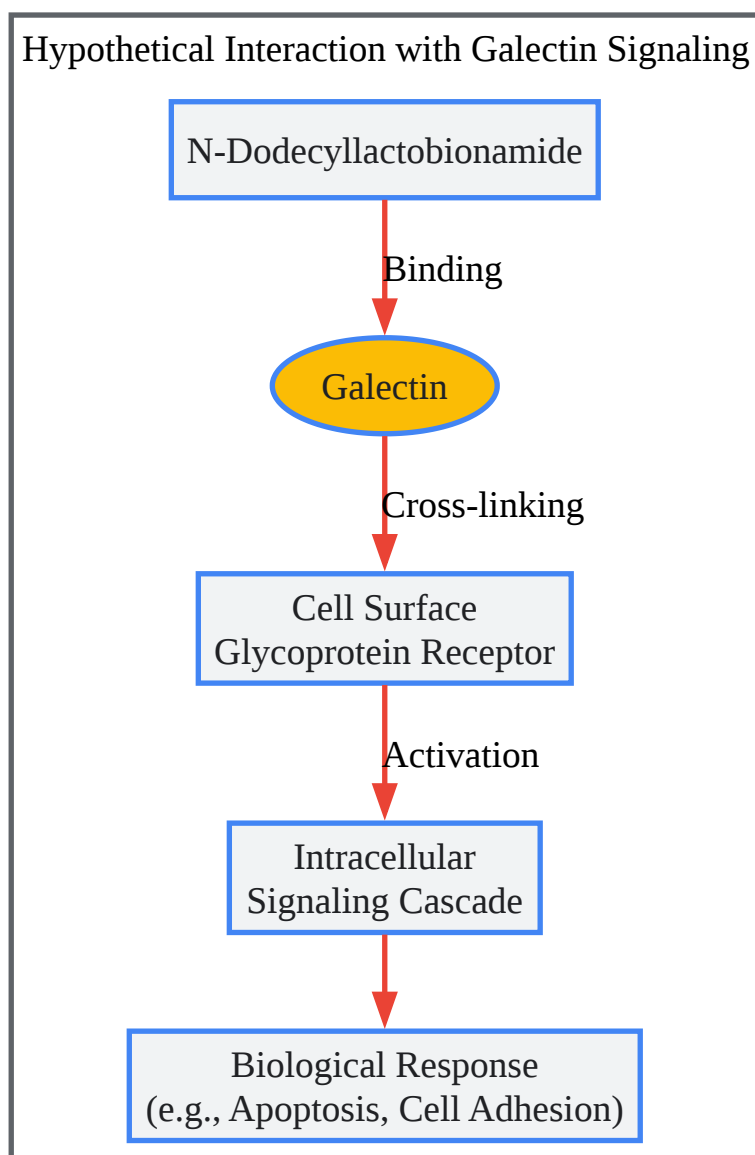 Hypothetical Interaction with Galectin Signaling
N-Dodecyllactobionamide
Binding
Galectin
Cross-linking
Cell Surface
Glycoprotein Receptor
Activation
Intracellular
Signaling Cascade
Biological Response
(e.g., Apoptosis, Cell Adhesion)